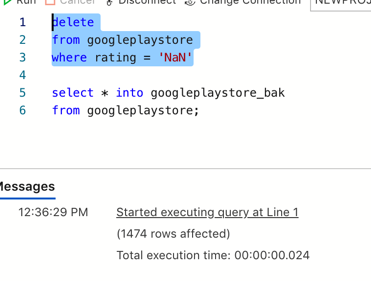 Run Cancel Disconnect Change Connection NEWPROJ
1 delete
2 from googleplaystore
3 where rating = 'NaN'
4
5 select * into googleplaystore_bak
6 from googleplaystore;
Messages
12:36:29 PM Started executing query at Line 1
(1474 rows affected)
Total execution time: 00:00:00.024